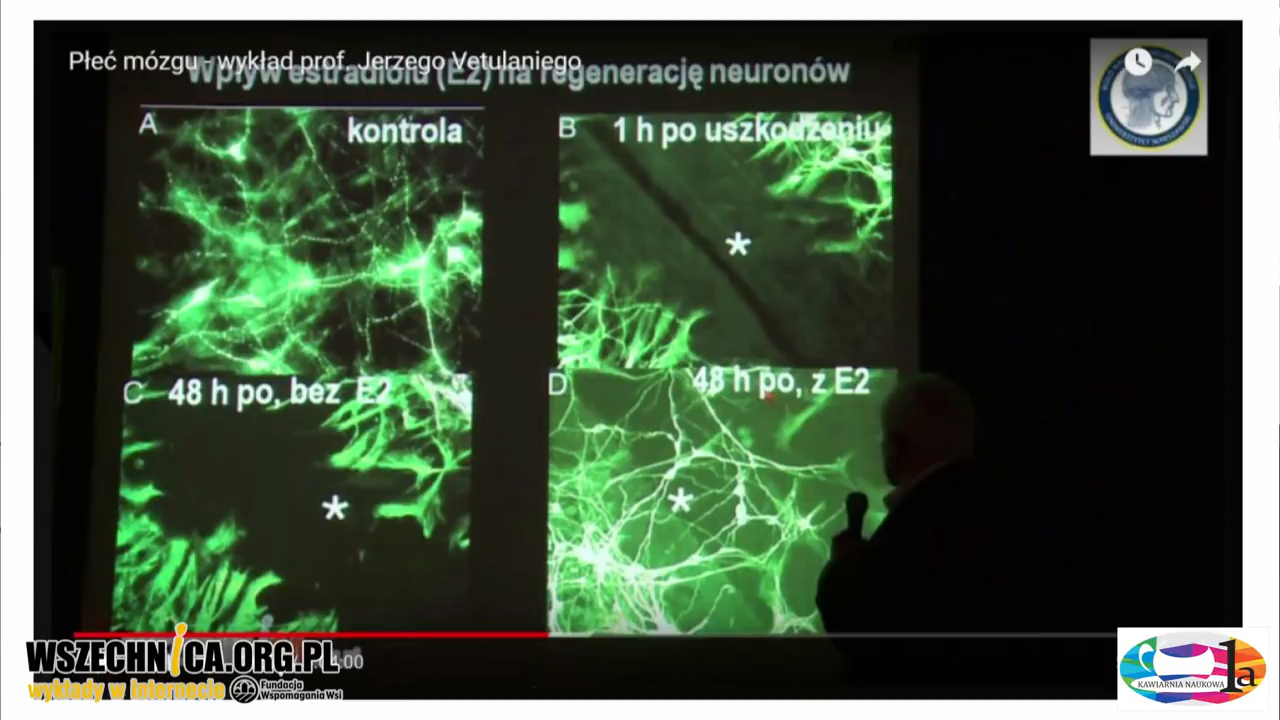 Płeć mózgu - wykład prof. Jerzego Vetulaniego
Wpływ estradiolu (E2) na regenerację neuronów
A
kontrola
B
1 h po uszkodzeniu
*
C
48 h po, bez E2
*
D
48 h po, z E2
*
WSZECHNICA.ORG.PL
wykłady w internecie
Fundacja
Wspomagania Wsi
:00
KAWIARNIA NAUKOWA
1a